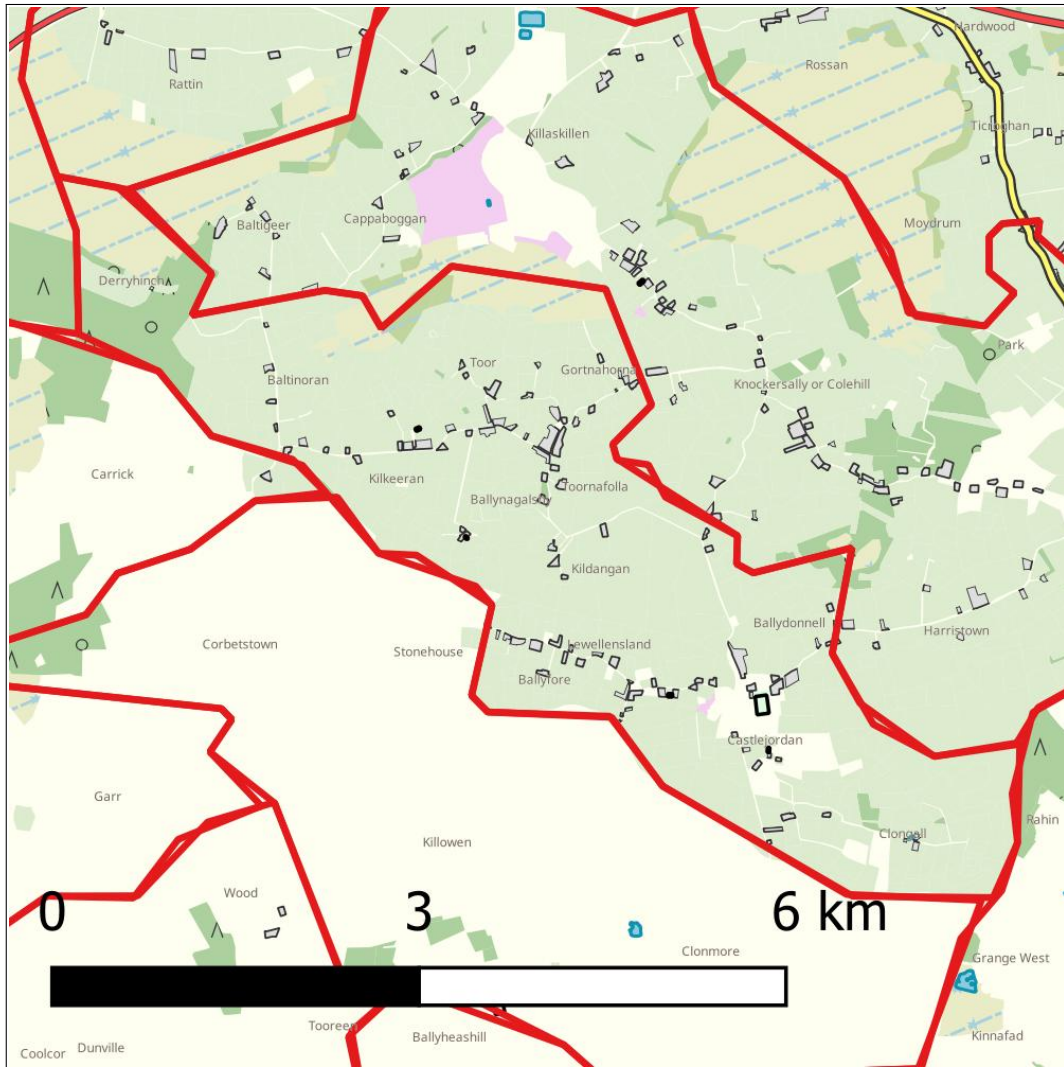 Hardwood
Rossan
Rattin
Ticroghan
Killaskillen
Cappaboggan
Baltigeer
Moydrum
Derryhinch
Park
Toor
Gortnahorna
Baltinoran
Knockersally or Colehill
Carrick
Kilkeeran
Toornafolla
Ballynagalshy
Kildangan
Ballydonnell
Harristown
Corbetstown
Lewellensland
Stonehouse
Ballyfore
Castlejordan
Garr
Rahin
Clongall
Killowen
Wood
0 3 6 km
Clonmore
Grange West
Tooreen
Ballyheashill
Kinnafad
Dunville
Coolcor